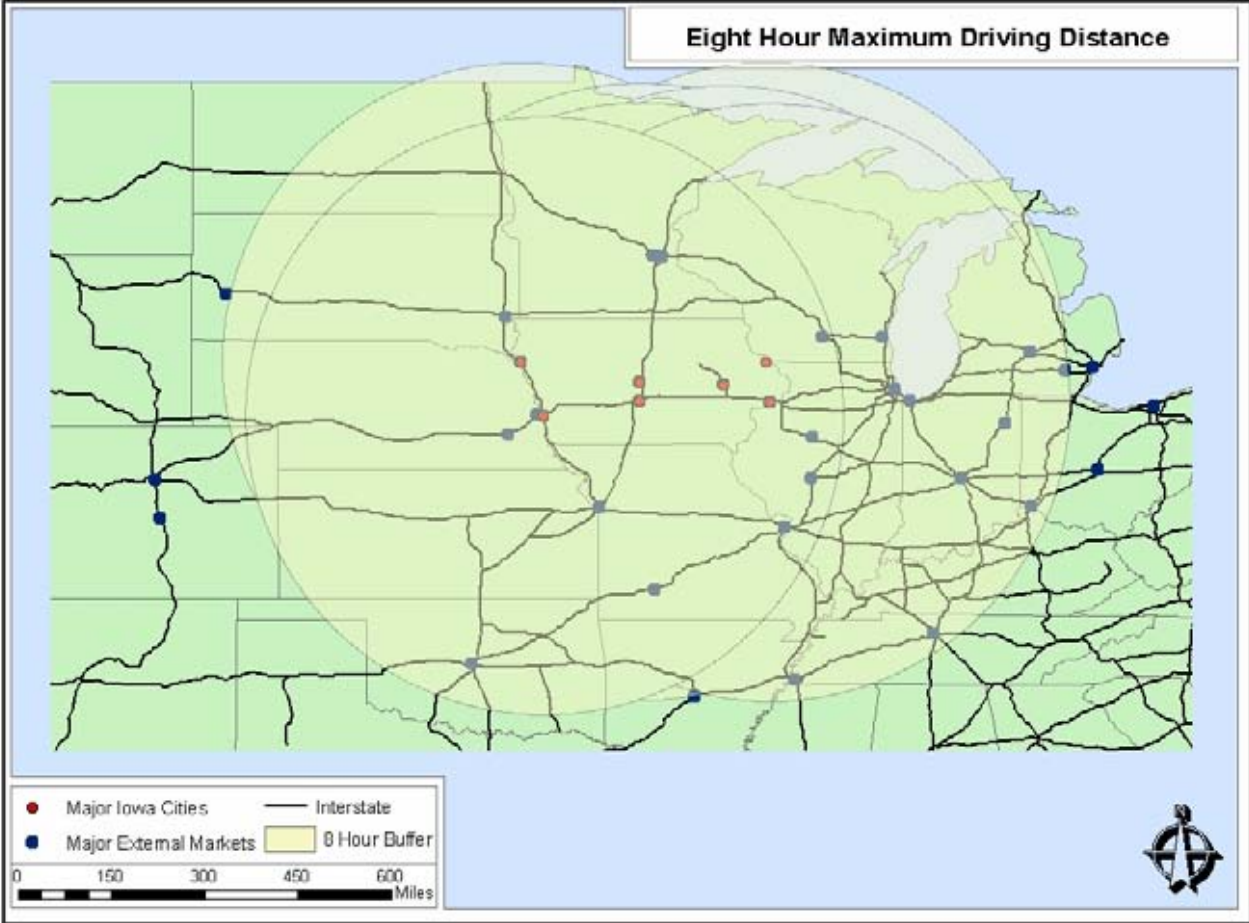 Eight Hour Maximum Driving Distance
Major Iowa Cities
Interstate
Major External Markets
8 Hour Buffer
0 150 300 450 600
Miles
N